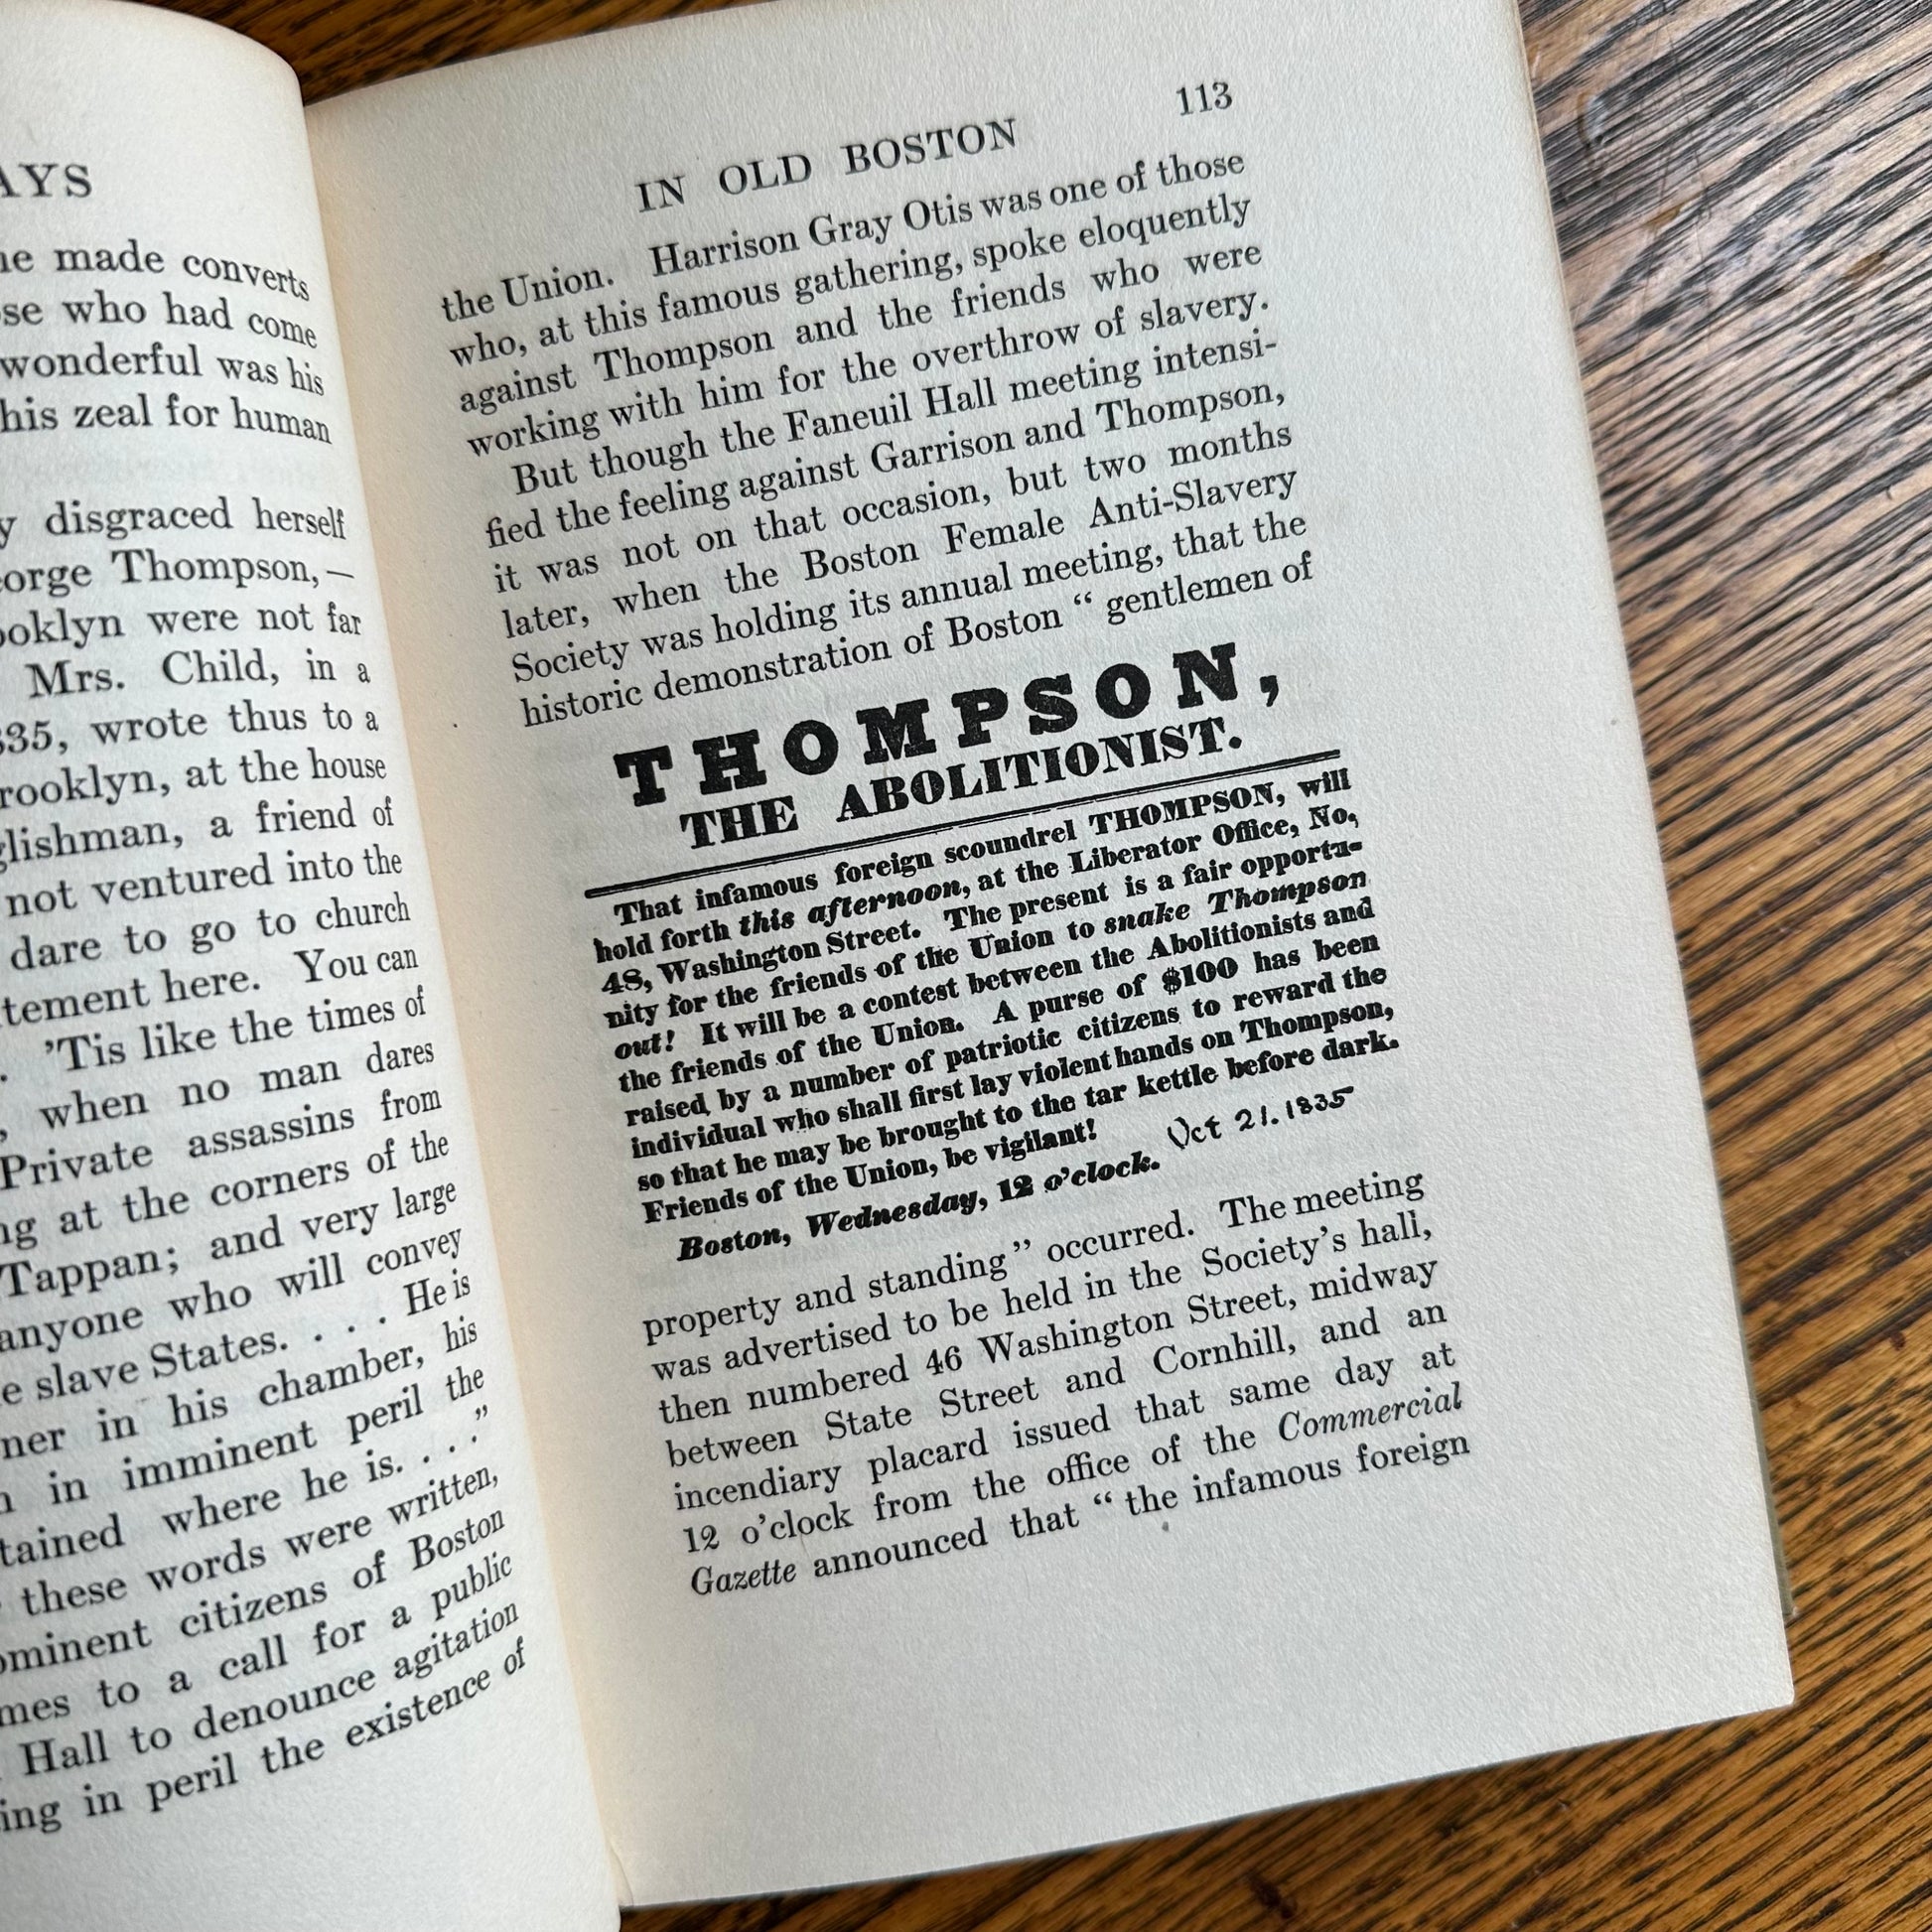 AYS
made converts
se who had come
wonderful was his
his zeal for human
disgraced herself
George Thompson,—
ooklyn were not far
Mrs. Child, in a
835, wrote thus to a
rooklyn, at the house
glishman, a friend of
not ventured into the
dare to go to church
tement here. You can
'Tis like the times of
when no man dares
Private assassins from
ng at the corners of the
Tappan; and very large
anyone who will convey
e slave States. . . . He is
ner in his chamber, his
in imminent peril the
tained where he is. . . ."
these words were written,
ominent citizens of Boston
mes to a call for a public
Hall to denounce agitation
ing in peril the existence of
IN OLD BOSTON 113
the Union. Harrison Gray Otis was one of those
who, at this famous gathering, spoke eloquently
against Thompson and the friends who were
working with him for the overthrow of slavery.
But though the Faneuil Hall meeting intensi-
fied the feeling against Garrison and Thompson,
it was not on that occasion, but two months
later, when the Boston Female Anti-Slavery
Society was holding its annual meeting, that the
historic demonstration of Boston “ gentlemen of
THOMPSON,
THE ABOLITIONIST.
That infamous foreign scoundrel THOMPSON, will
hold forth this afternoon, at the Liberator Office, No,
48, Washington Street. The present is a fair opportu-
nity for the friends of the Union to snake Thompson
out! It will be a contest between the Abolitionists and
the friends of the Union. A purse of $100 has been
raised by a number of patriotic citizens to reward the
individual who shall first lay violent hands on Thompson,
so that he may be brought to the tar kettle before dark.
Friends of the Union, be vigilant!
Boston, Wednesday, 12 o'clock. Oct 21. 1835
property and standing” occurred. The meeting
was advertised to be held in the Society's hall,
then numbered 46 Washington Street, midway
between State Street and Cornhill, and an
incendiary placard issued that same day at
12 o'clock from the office of the Commercial
Gazette announced that “ the infamous foreign